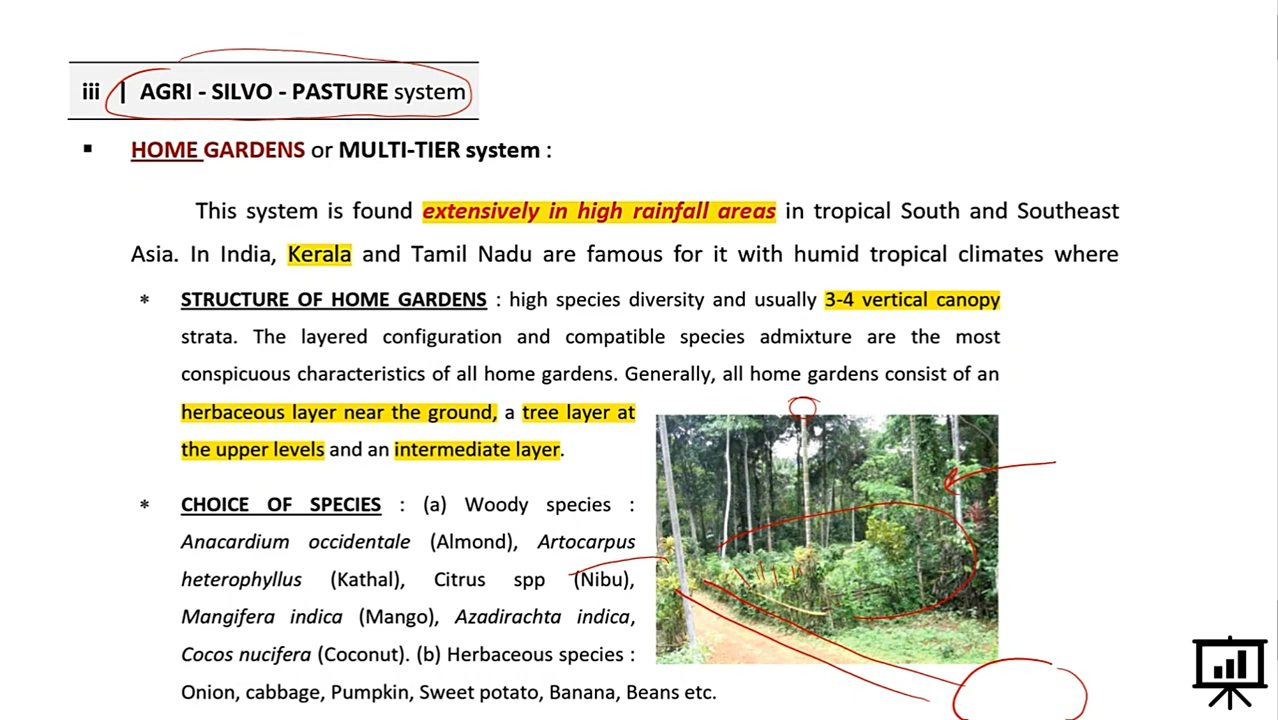 iii | AGRI - SILVO - PASTURE system
▪ HOME GARDENS or MULTI-TIER system :
This system is found extensively in high rainfall areas in tropical South and Southeast
Asia. In India, Kerala and Tamil Nadu are famous for it with humid tropical climates where
* STRUCTURE OF HOME GARDENS : high species diversity and usually 3-4 vertical canopy
strata. The layered configuration and compatible species admixture are the most
conspicuous characteristics of all home gardens. Generally, all home gardens consist of an
herbaceous layer near the ground, a tree layer at
the upper levels and an intermediate layer.
* CHOICE OF SPECIES : (a) Woody species :
Anacardium occidentale (Almond), Artocarpus
heterophyllus (Kathal), Citrus spp (Nibu),
Mangifera indica (Mango), Azadirachta indica,
Cocos nucifera (Coconut). (b) Herbaceous species :
Onion, cabbage, Pumpkin, Sweet potato, Banana, Beans etc.